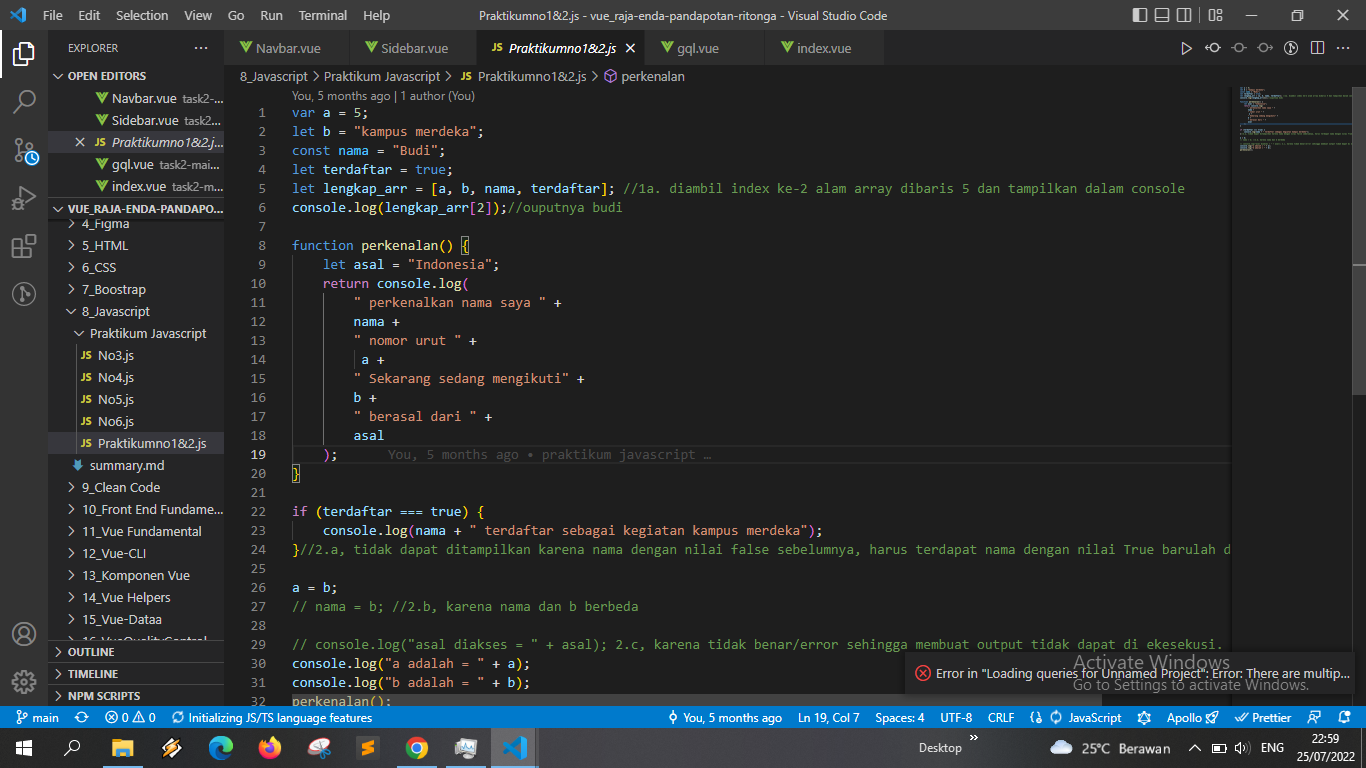 File Edit Selection View Go Run Terminal Help
Praktikumno1&2.js - vue_raja-enda-pandapotan-ritonga - Visual Studio Code
EXPLORER
OPEN EDITORS
Navbar.vue task2-...
Sidebar.vue task2...
JS Praktikumno1&2.j...
gql.vue task2-mai...
index.vue task2-m...
VUE_RAJA-ENDA-PANDAPO...
4_Figma
5_HTML
6_CSS
7_Boostrap
8_Javascript
Praktikum Javascript
JS No3.js
JS No4.js
JS No5.js
JS No6.js
JS Praktikumno1&2.js
summary.md
9_Clean Code
10_Front End Fundame...
11_Vue Fundamental
12_Vue-CLI
13_Komponen Vue
14_Vue Helpers
15_Vue-Dataa
16_VueQualityControl
OUTLINE
TIMELINE
NPM SCRIPTS
Navbar.vue Sidebar.vue JS Praktikumno1&2.js gql.vue index.vue
8_Javascript > Praktikum Javascript > JS Praktikumno1&2.js > perkenalan
You, 5 months ago | 1 author (You)
1 var a = 5;
2 let b = "kampus merdeka";
3 const nama = "Budi";
4 let terdaftar = true;
5 let lengkap_arr = [a, b, nama, terdaftar]; //1a. diambil index ke-2 alam array dibaris 5 dan tampilkan dalam console
6 console.log(lengkap_arr[2]);//ouputnya budi
7
8 function perkenalan() {
9 let asal = "Indonesia";
10 return console.log(
11 " perkenalkan nama saya " +
12 nama +
13 " nomor urut " +
14 a +
15 " Sekarang sedang mengikuti" +
16 b +
17 " berasal dari " +
18 asal
19 ); You, 5 months ago • praktikum javascript …
20 }
21
22 if (terdaftar === true) {
23 console.log(nama + " terdaftar sebagai kegiatan kampus merdeka");
24 }//2.a, tidak dapat ditampilkan karena nama dengan nilai false sebelumnya, harus terdapat nama dengan nilai True barulah d
25
26 a = b;
27 // nama = b; //2.b, karena nama dan b berbeda
28
29 // console.log("asal diakses = " + asal); 2.c, karena tidak benar/error sehingga membuat output tidak dapat di ekesekusi.
30 console.log("a adalah = " + a);
31 console.log("b adalah = " + b);
32 perkenalan();
Error in "Loading queries for Unnamed Project": Error: There are multip...
Activate Windows
Go to Settings to activate Windows.
main 0 0 Initializing JS/TS language features You, 5 months ago Ln 19, Col 7 Spaces: 4 UTF-8 CRLF {} JavaScript Apollo Prettier
Desktop » 25°C Berawan ENG 22:59
25/07/2022